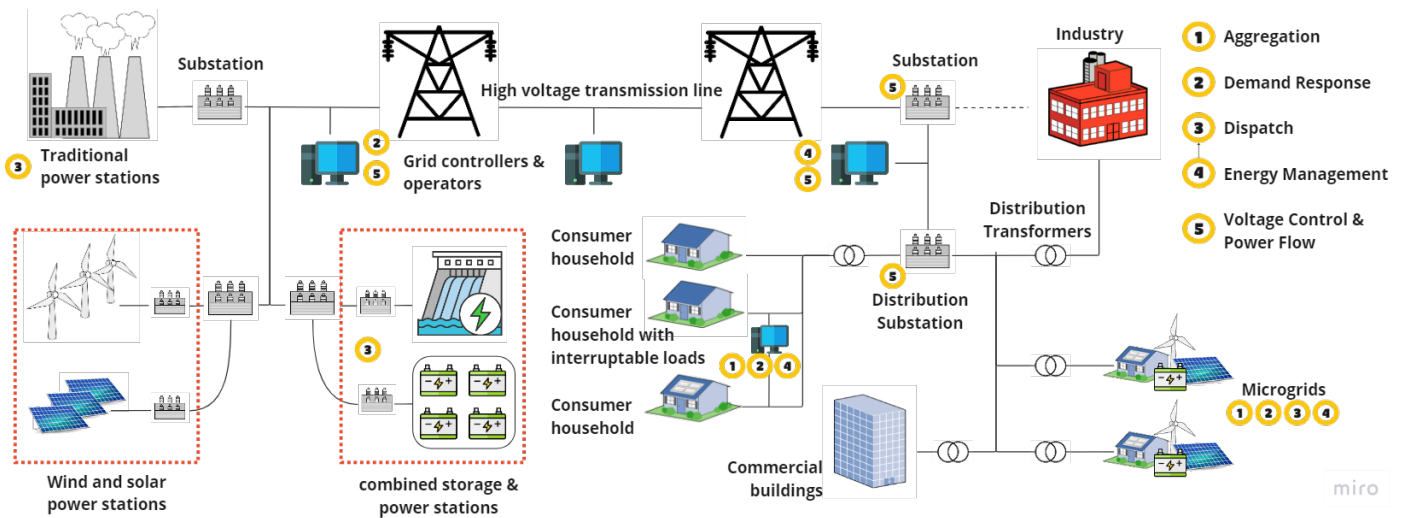 Substation
High voltage transmission line
Substation
Industry
1 Aggregation
2 Demand Response
3 Dispatch
4 Energy Management
5 Voltage Control &
Power Flow
3 Traditional
power stations
2
5
Grid controllers &
operators
4
5
5
Wind and solar
power stations
3
combined storage &
power stations
Consumer
household
Consumer
household with
interruptable loads
1 2 4
Consumer
household
5
Distribution
Substation
Distribution
Transformers
Commercial
buildings
Microgrids
1 2 3 4
miro